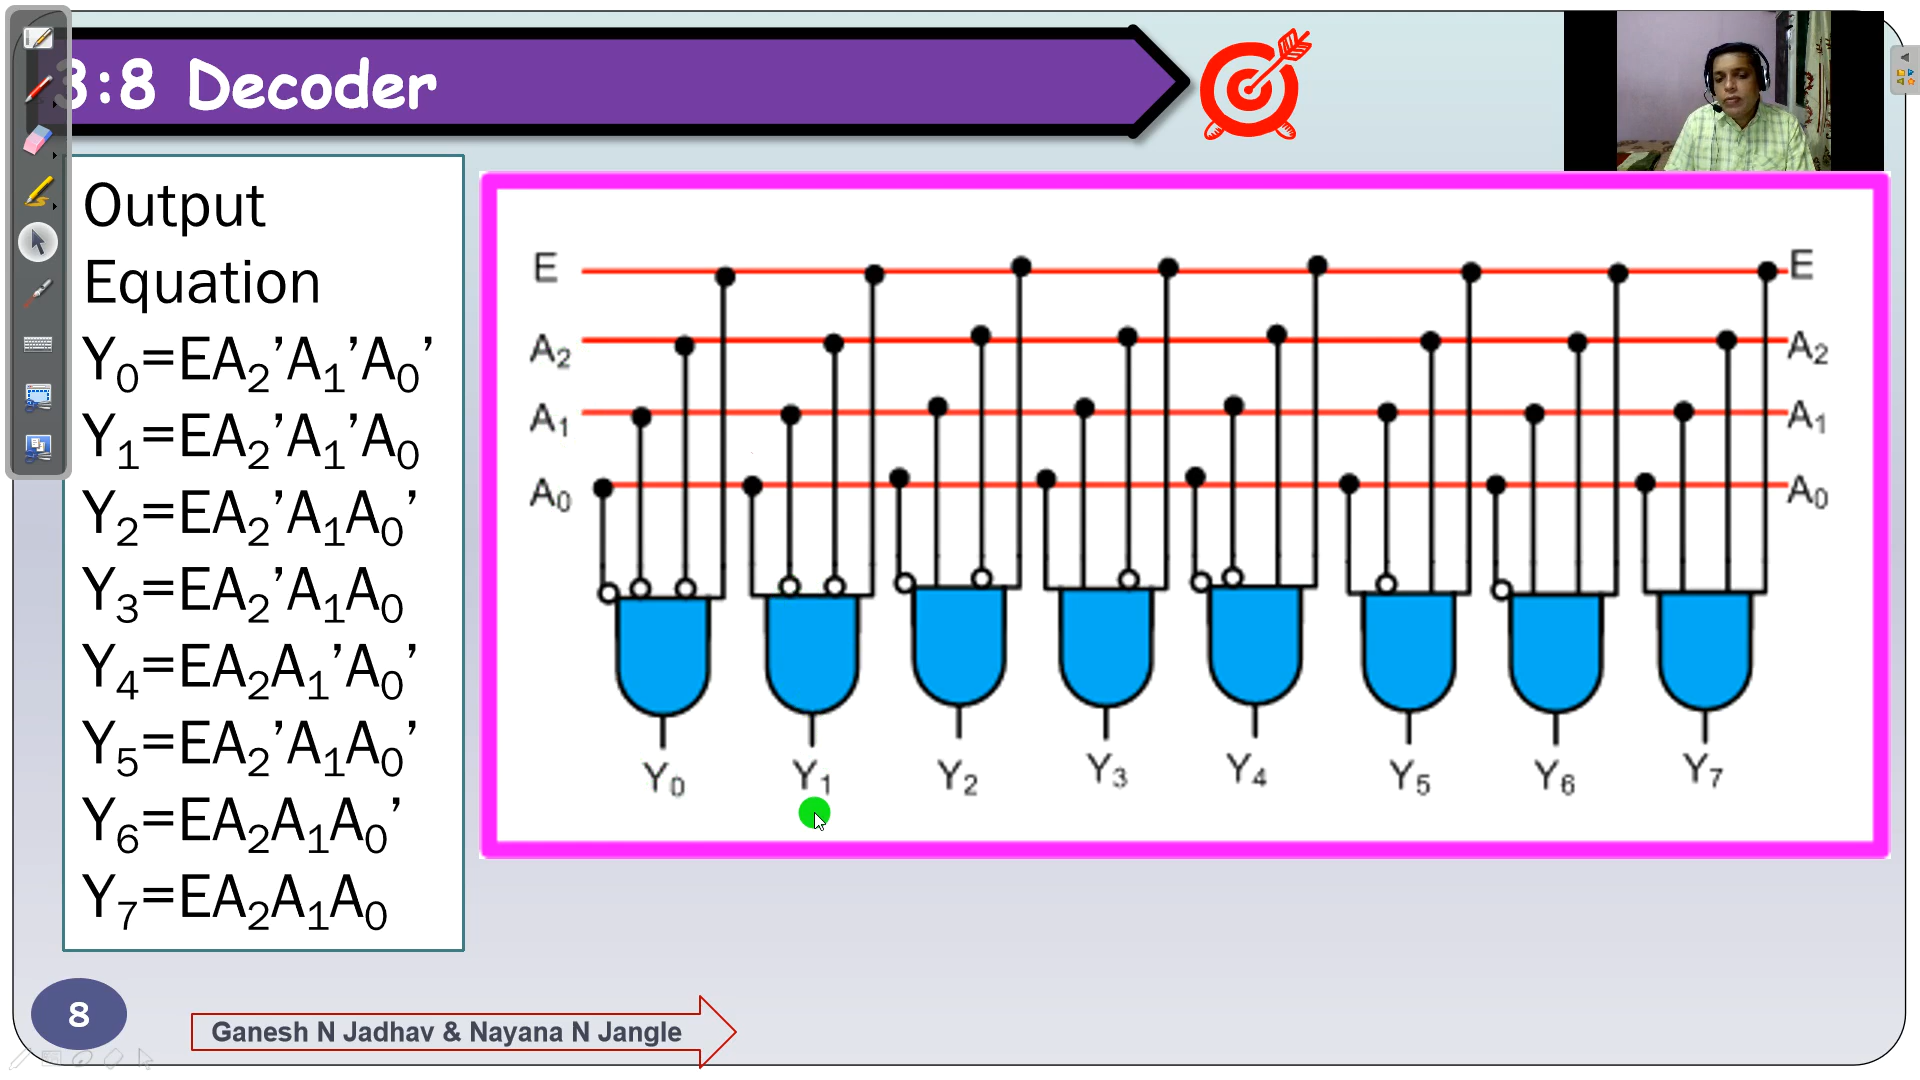 3:8 Decoder
Output
Equation
Y₀=EA₂’A₁’A₀’
Y₁=EA₂’A₁’A₀
Y₂=EA₂’A₁A₀’
Y₃=EA₂’A₁A₀
Y₄=EA₂A₁’A₀’
Y₅=EA₂’A₁A₀’
Y₆=EA₂A₁A₀’
Y₇=EA₂A₁A₀
E E
A₂ A₂
A₁ A₁
A₀ A₀
Y₀ Y₁ Y₂ Y₃ Y₄ Y₅ Y₆ Y₇
8
Ganesh N Jadhav & Nayana N Jangle